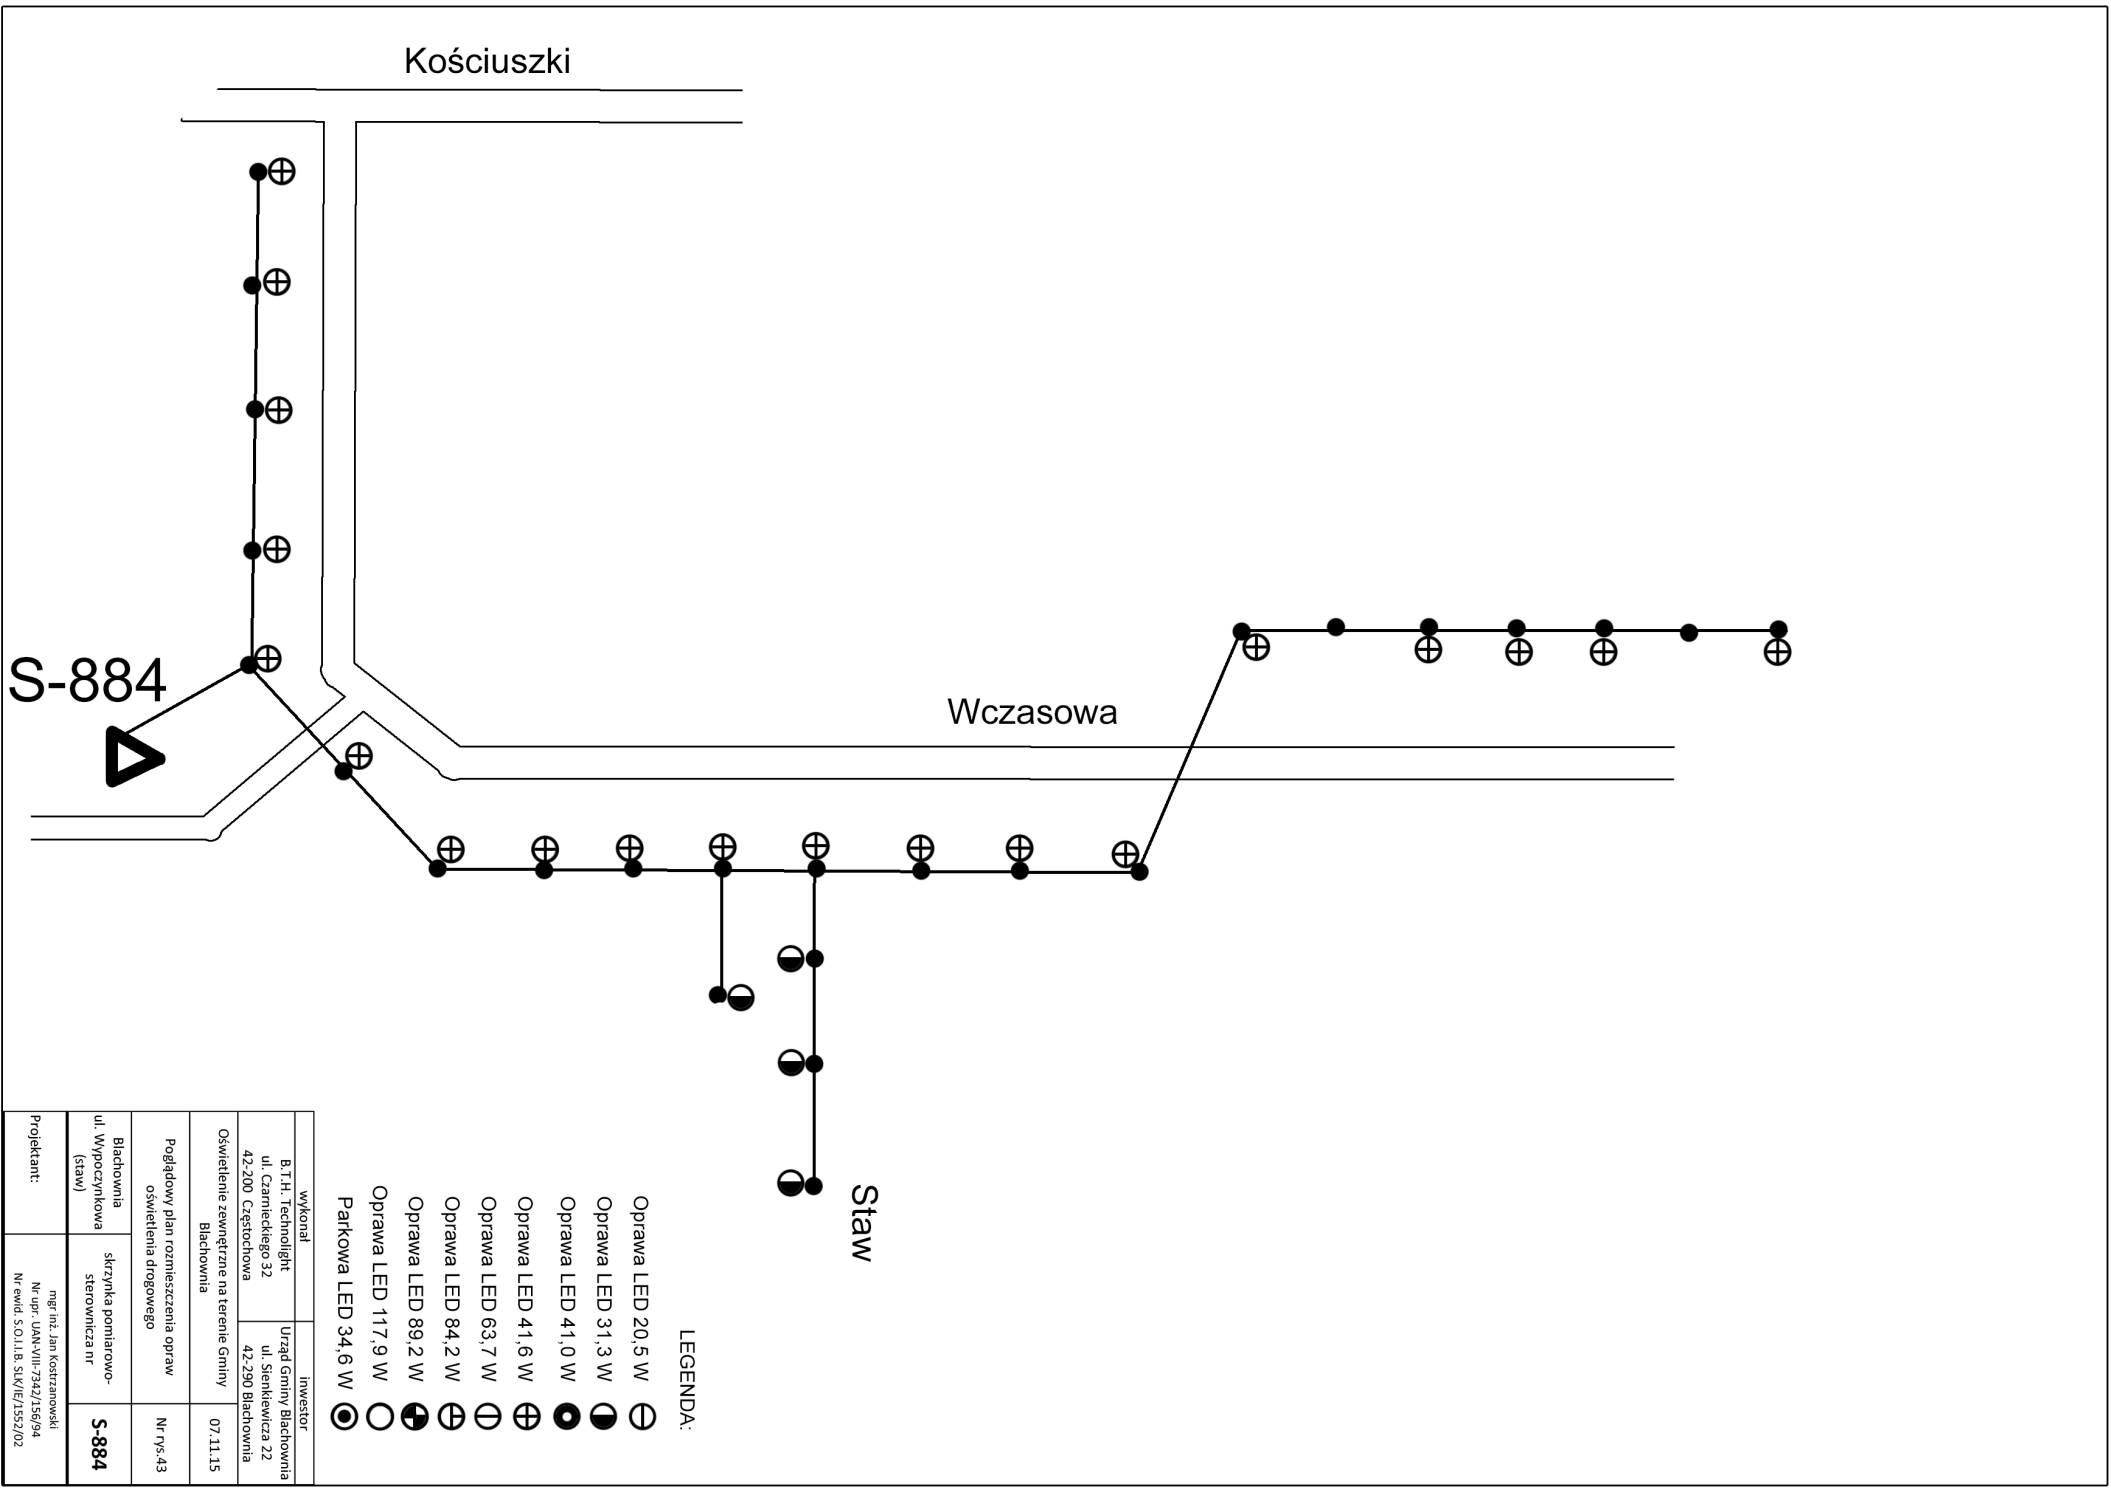 Kościuszki
S-884
Wczasowa
Staw
LEGENDA:
Oprawa LED 20,5 W
Oprawa LED 31,3 W
Oprawa LED 41,0 W
Oprawa LED 41,6 W
Oprawa LED 63,7 W
Oprawa LED 84,2 W
Oprawa LED 89,2 W
Oprawa LED 117,9 W
Parkowa LED 34,6 W
wykonał
inwestor
B.T.H. Technolight
ul. Czarnieckiego 32
42-200 Częstochowa
Urząd Gminy Blachownia
ul. Sienkiewicza 22
42-290 Blachownia
Oświetlenie zewnętrzne na terenie Gminy
Blachownia
07.11.15
Poglądowy plan rozmieszczenia opraw
oświetlenia drogowego
Nr rys.43
Blachownia
ul. Wypoczynkowa
(staw)
skrzynka pomiarowo-
sterownicza nr
S-884
Projektant:
mgr inż. Jan Kostrzanowski
Nr upr. UAN-VIII-7342/156/94
Nr ewid. S.O.I.I.B. SLK/IE/1552/02